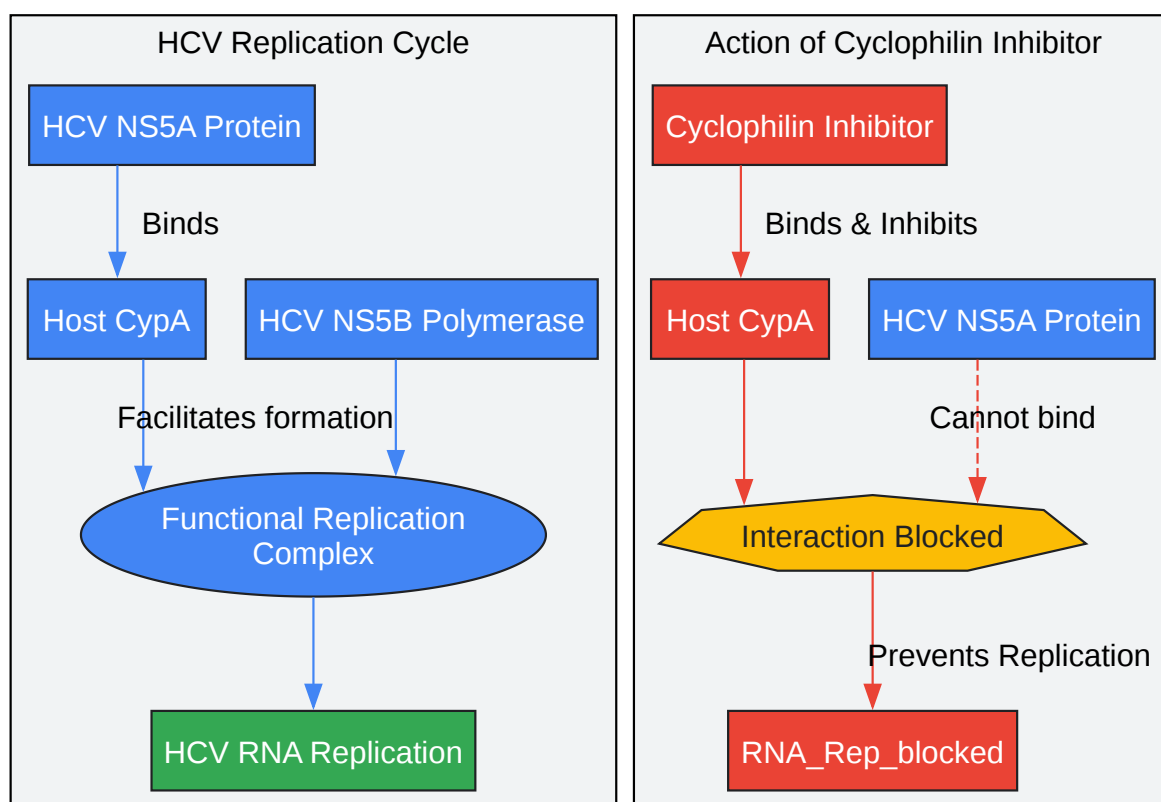 HCV Replication Cycle
HCV NS5A Protein
Binds
Host CypA
HCV NS5B Polymerase
Facilitates formation
Functional Replication
Complex
HCV RNA Replication
Action of Cyclophilin Inhibitor
Cyclophilin Inhibitor
Binds & Inhibits
Host CypA
HCV NS5A Protein
Cannot bind
Interaction Blocked
Prevents Replication
RNA_Rep_blocked